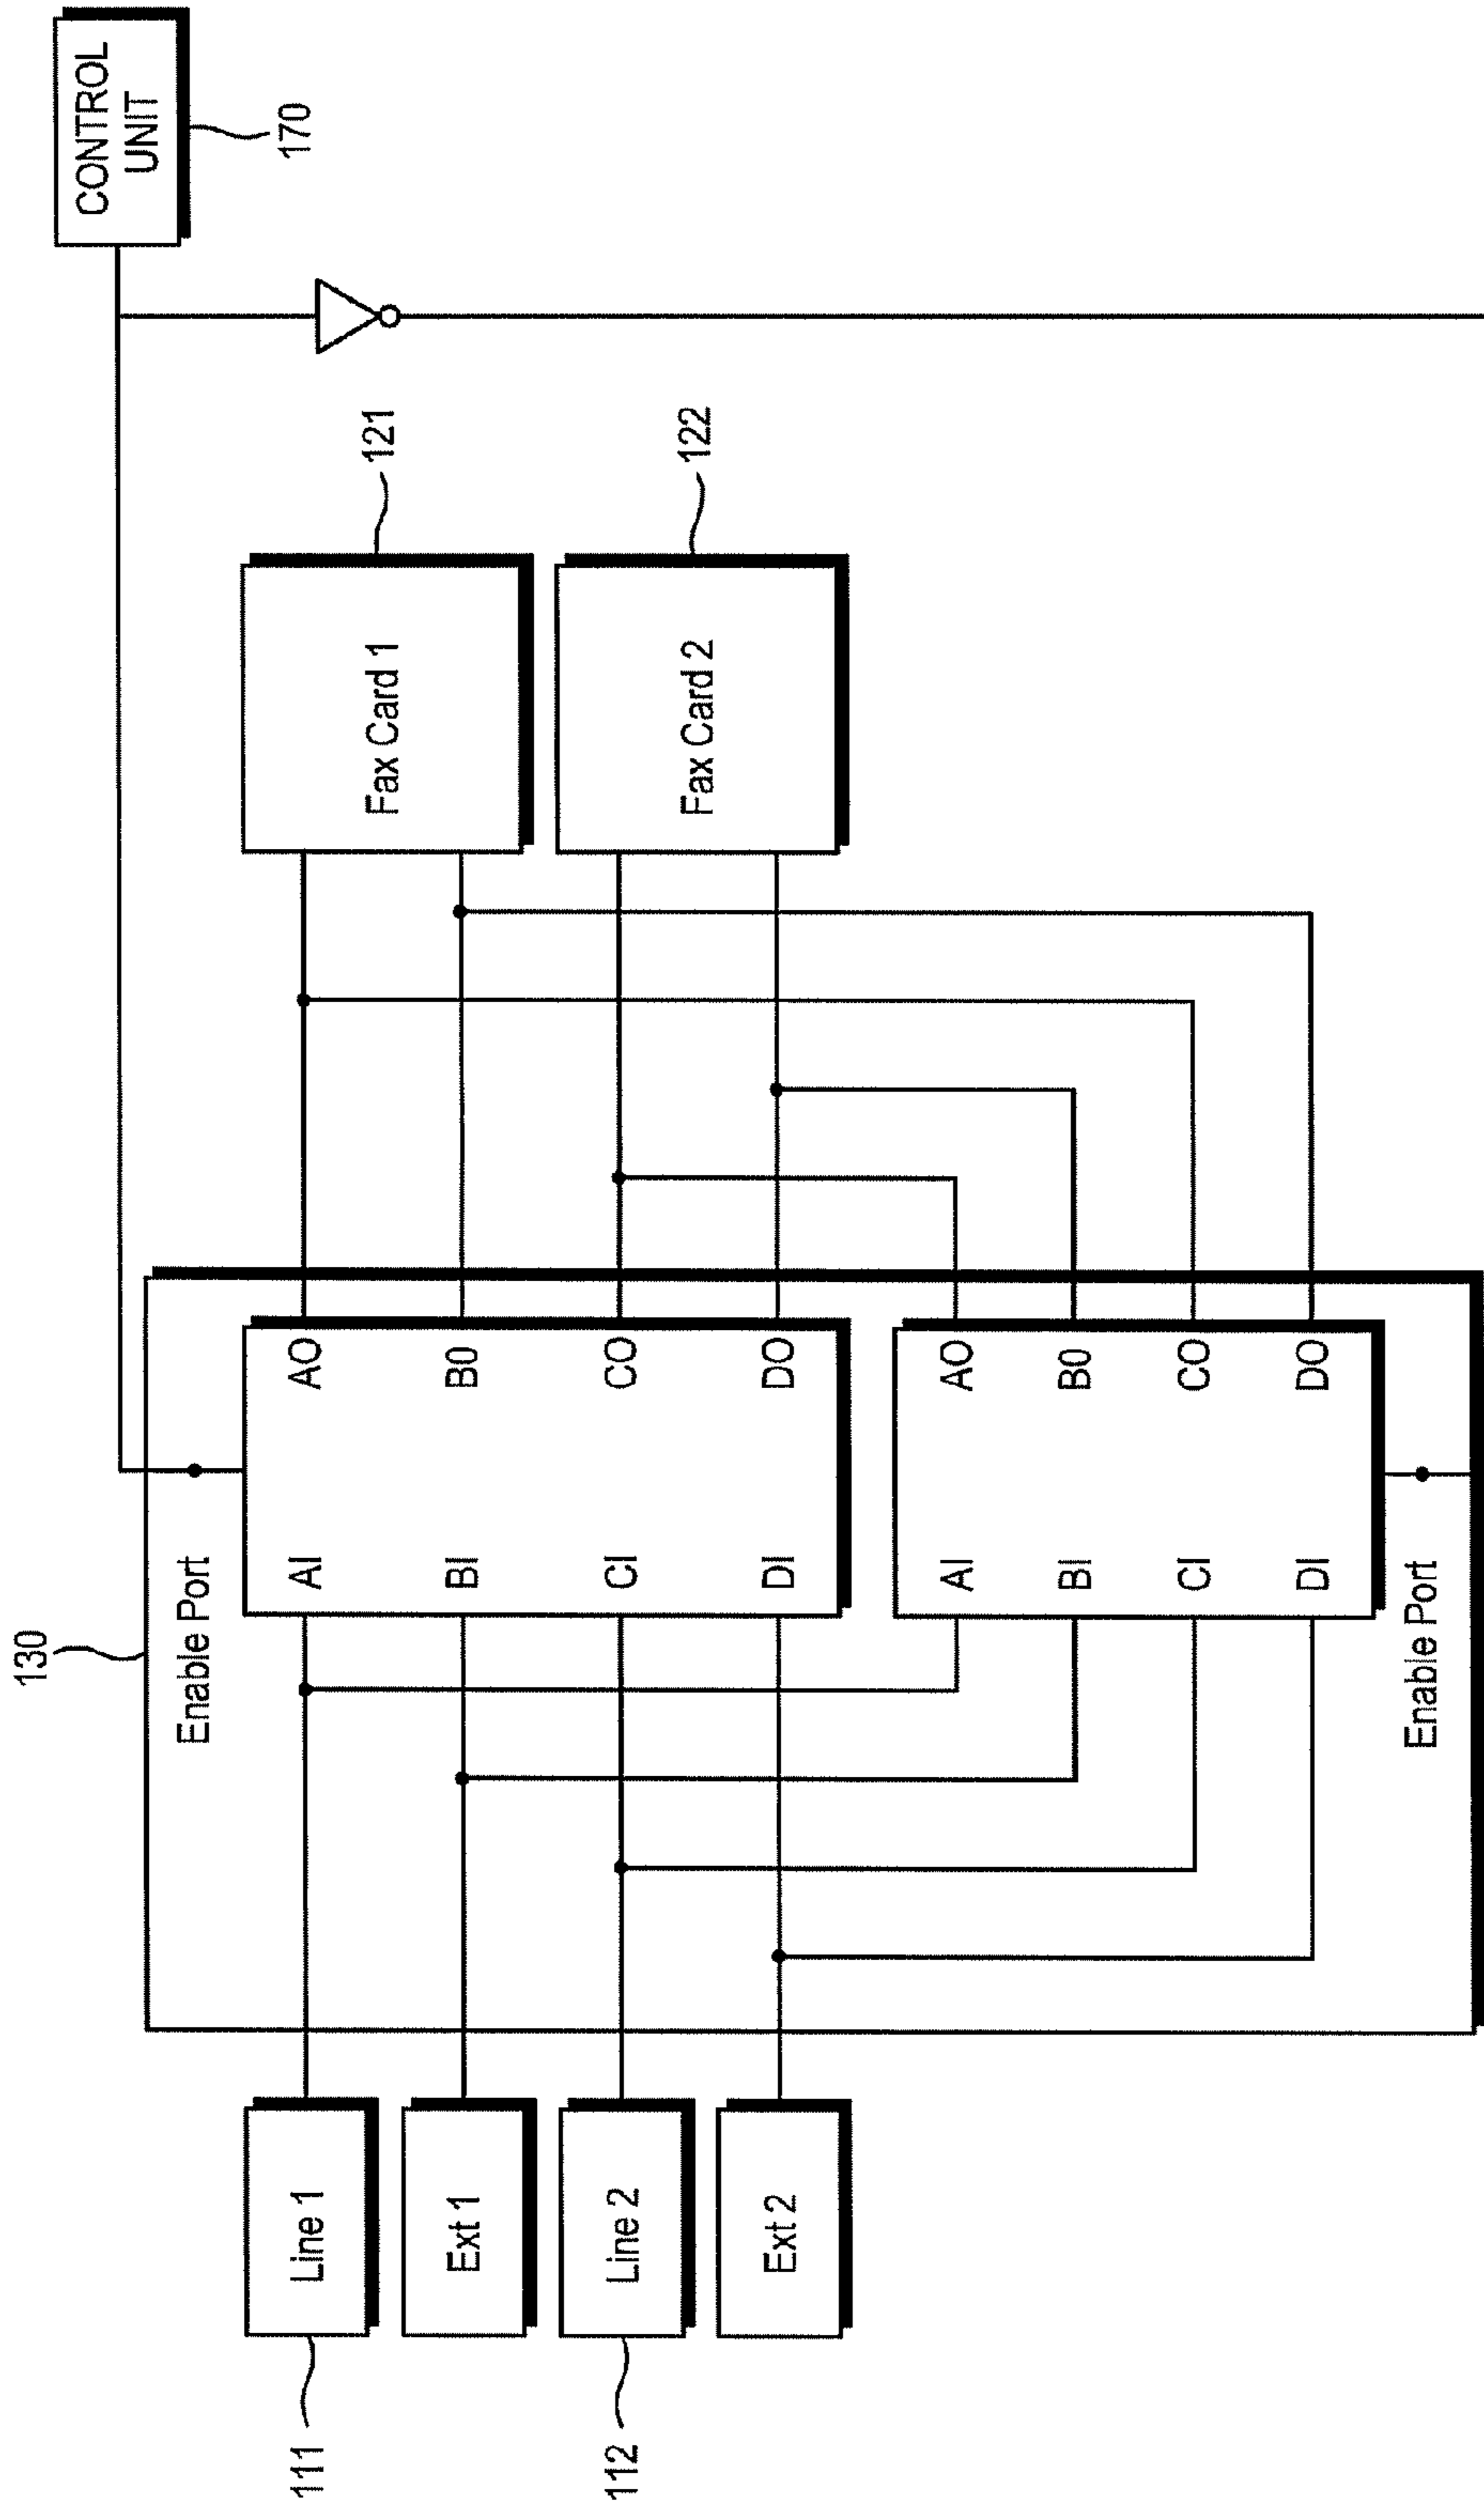 130
CONTROL
UNIT
170
Enable Port
111
Line 1
AI
AO
Fax Card 1
121
Ext 1
BI
B0
112
Line 2
CI
CO
Fax Card 2
122
Ext 2
DI
DO
AI
AO
BI
B0
CI
CO
DI
DO
Enable Port